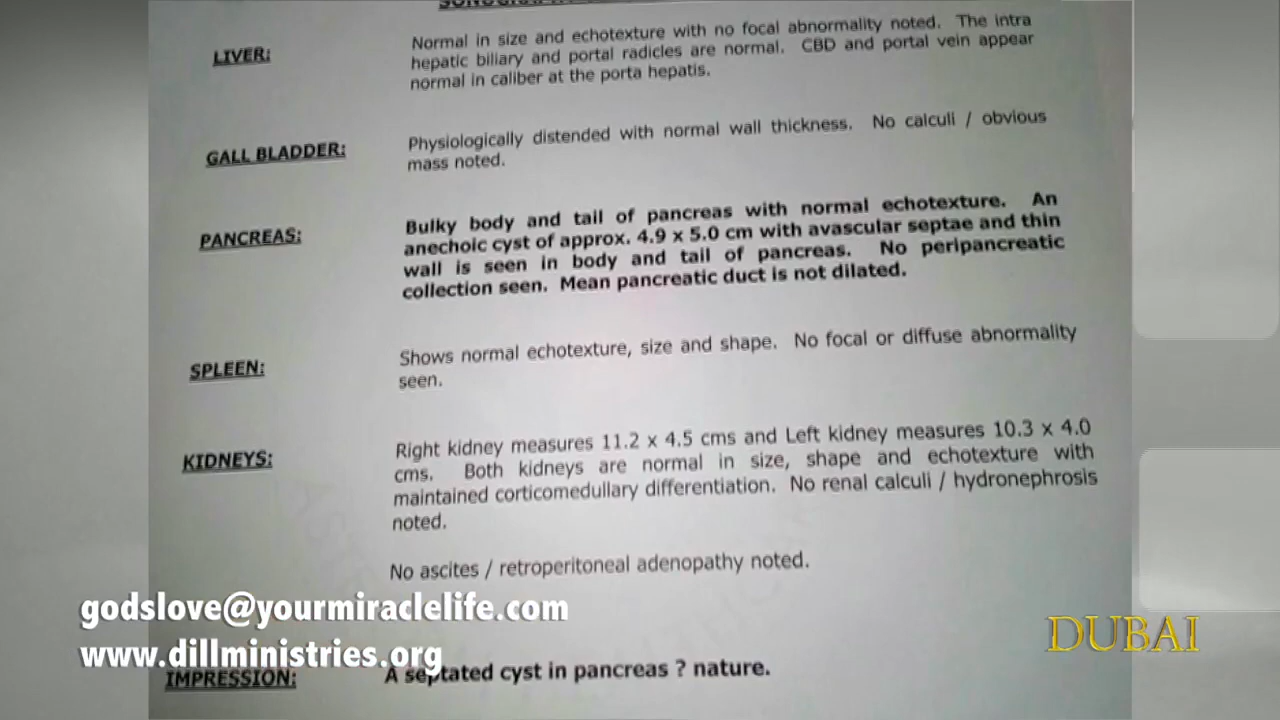 LIVER:
Normal in size and echotexture with no focal abnormality noted. The intra
hepatic biliary and portal radicles are normal. CBD and portal vein appear
normal in caliber at the porta hepatis.
GALL BLADDER:
Physiologically distended with normal wall thickness. No calculi / obvious
mass noted.
PANCREAS:
Bulky body and tail of pancreas with normal echotexture. An
anechoic cyst of approx. 4.9 x 5.0 cm with avascular septae and thin
wall is seen in body and tail of pancreas. No peripancreatic
collection seen. Mean pancreatic duct is not dilated.
SPLEEN:
Shows normal echotexture, size and shape. No focal or diffuse abnormality
seen.
KIDNEYS:
Right kidney measures 11.2 x 4.5 cms and Left kidney measures 10.3 x 4.0
cms. Both kidneys are normal in size, shape and echotexture with
maintained corticomedullary differentiation. No renal calculi / hydronephrosis
noted.
No ascites / retroperitoneal adenopathy noted.
godslove@yourmiraclelife.com
DUBAI
www.dillministries.org
IMPRESSION:
A septated cyst in pancreas ? nature.